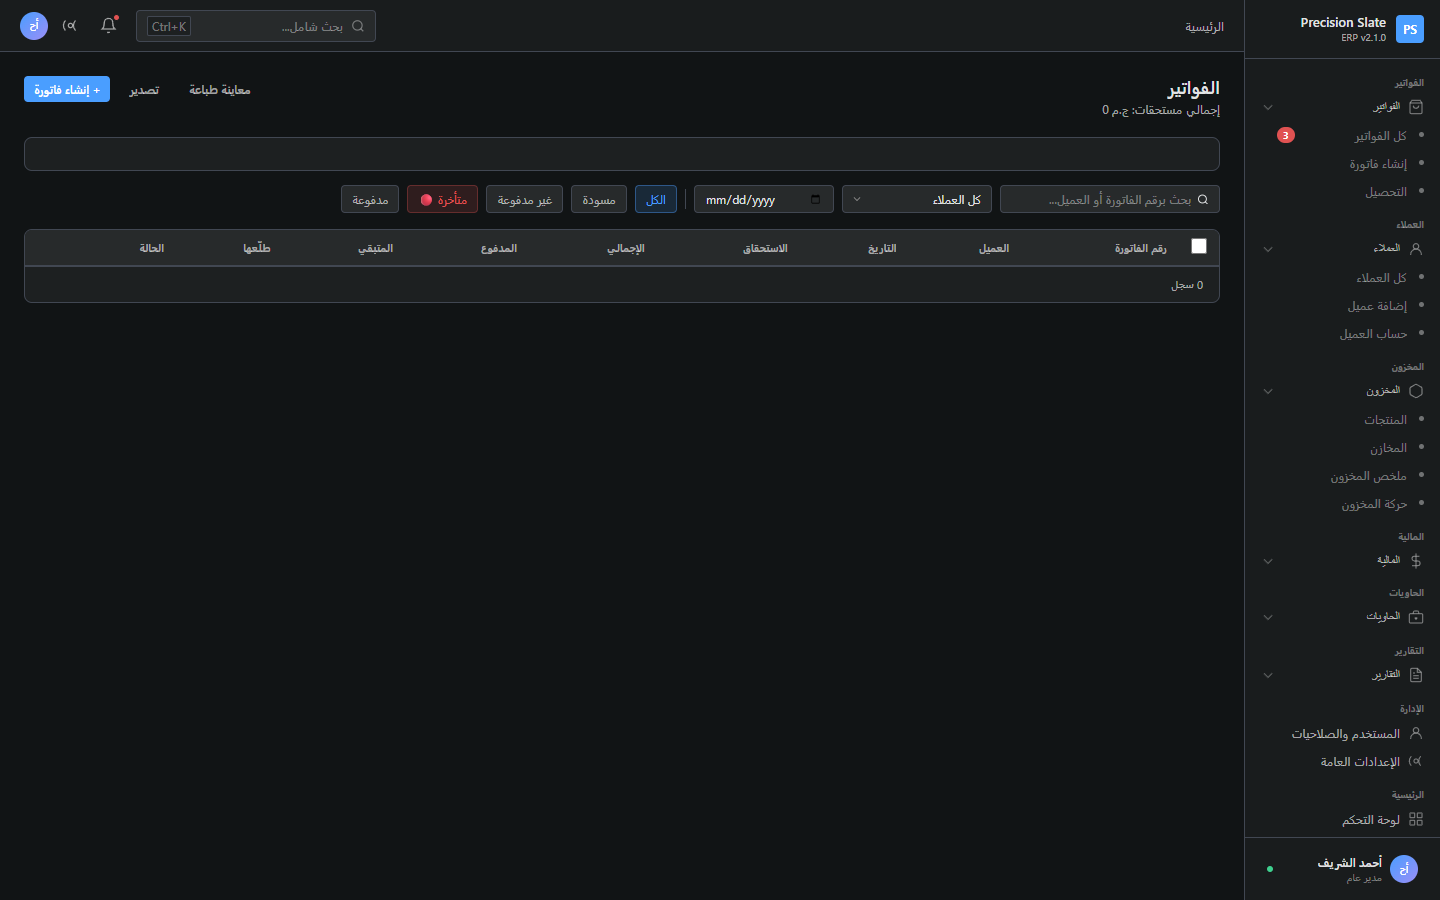 Precision Slate
ERP v2.1.0
PS
الفواتير
الفواتير
كل الفواتير
3
إنشاء فاتورة
التحصيل
العملاء
العملاء
كل العملاء
إضافة عميل
حساب العميل
المخزون
المخزون
المنتجات
المخازن
ملخص المخزون
حركة المخزون
المالية
المالية
الحاويات
الحاويات
التقارير
التقارير
الإدارة
المستخدم والصلاحيات
الإعدادات العامة
الرئيسية
لوحة التحكم
أحمد الشريف
مدير عام
أح
الرئيسية
بحث شامل...
Ctrl+K
أح
الفواتير
إجمالي مستحقات: ج.م 0
معاينة طباعة
تصدير
+ إنشاء فاتورة
بحث برقم الفاتورة أو العميل...
كل العملاء
mm/dd/yyyy
الكل
مسودة
غير مدفوعة
متأخرة
مدفوعة
رقم الفاتورة العميل التاريخ الاستحقاق الإجمالي المدفوع المتبقي طلّعها الحالة
0 سجل